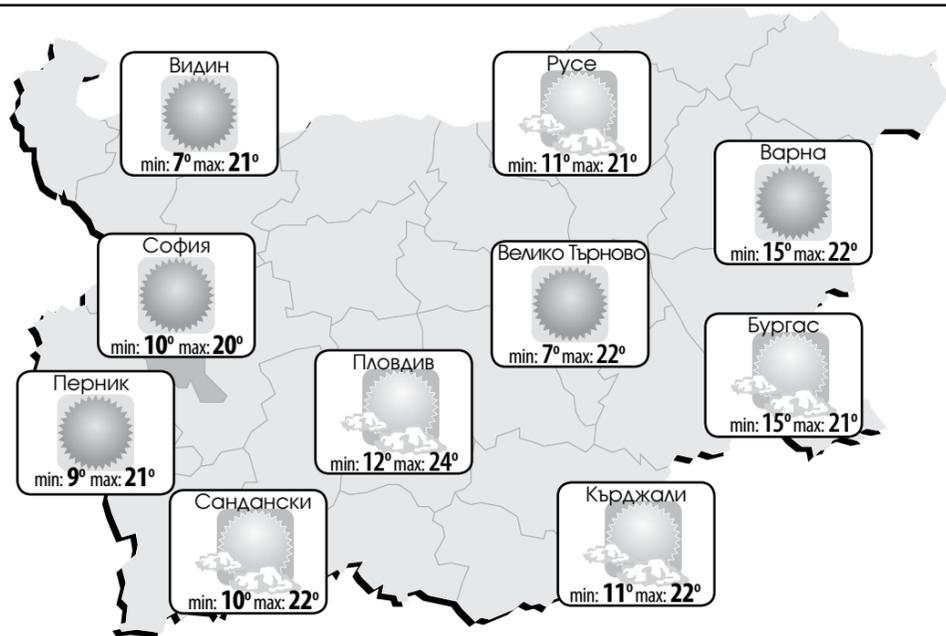 Видин
min: 7° max: 21°
Русе
min: 11° max: 21°
Варна
min: 15° max: 22°
София
min: 10° max: 20°
Велико Търново
min: 7° max: 22°
Бургас
min: 15° max: 21°
Пловдив
min: 12° max: 24°
Перник
min: 9° max: 21°
Сандански
min: 10° max: 22°
Кърджали
min: 11° max: 22°